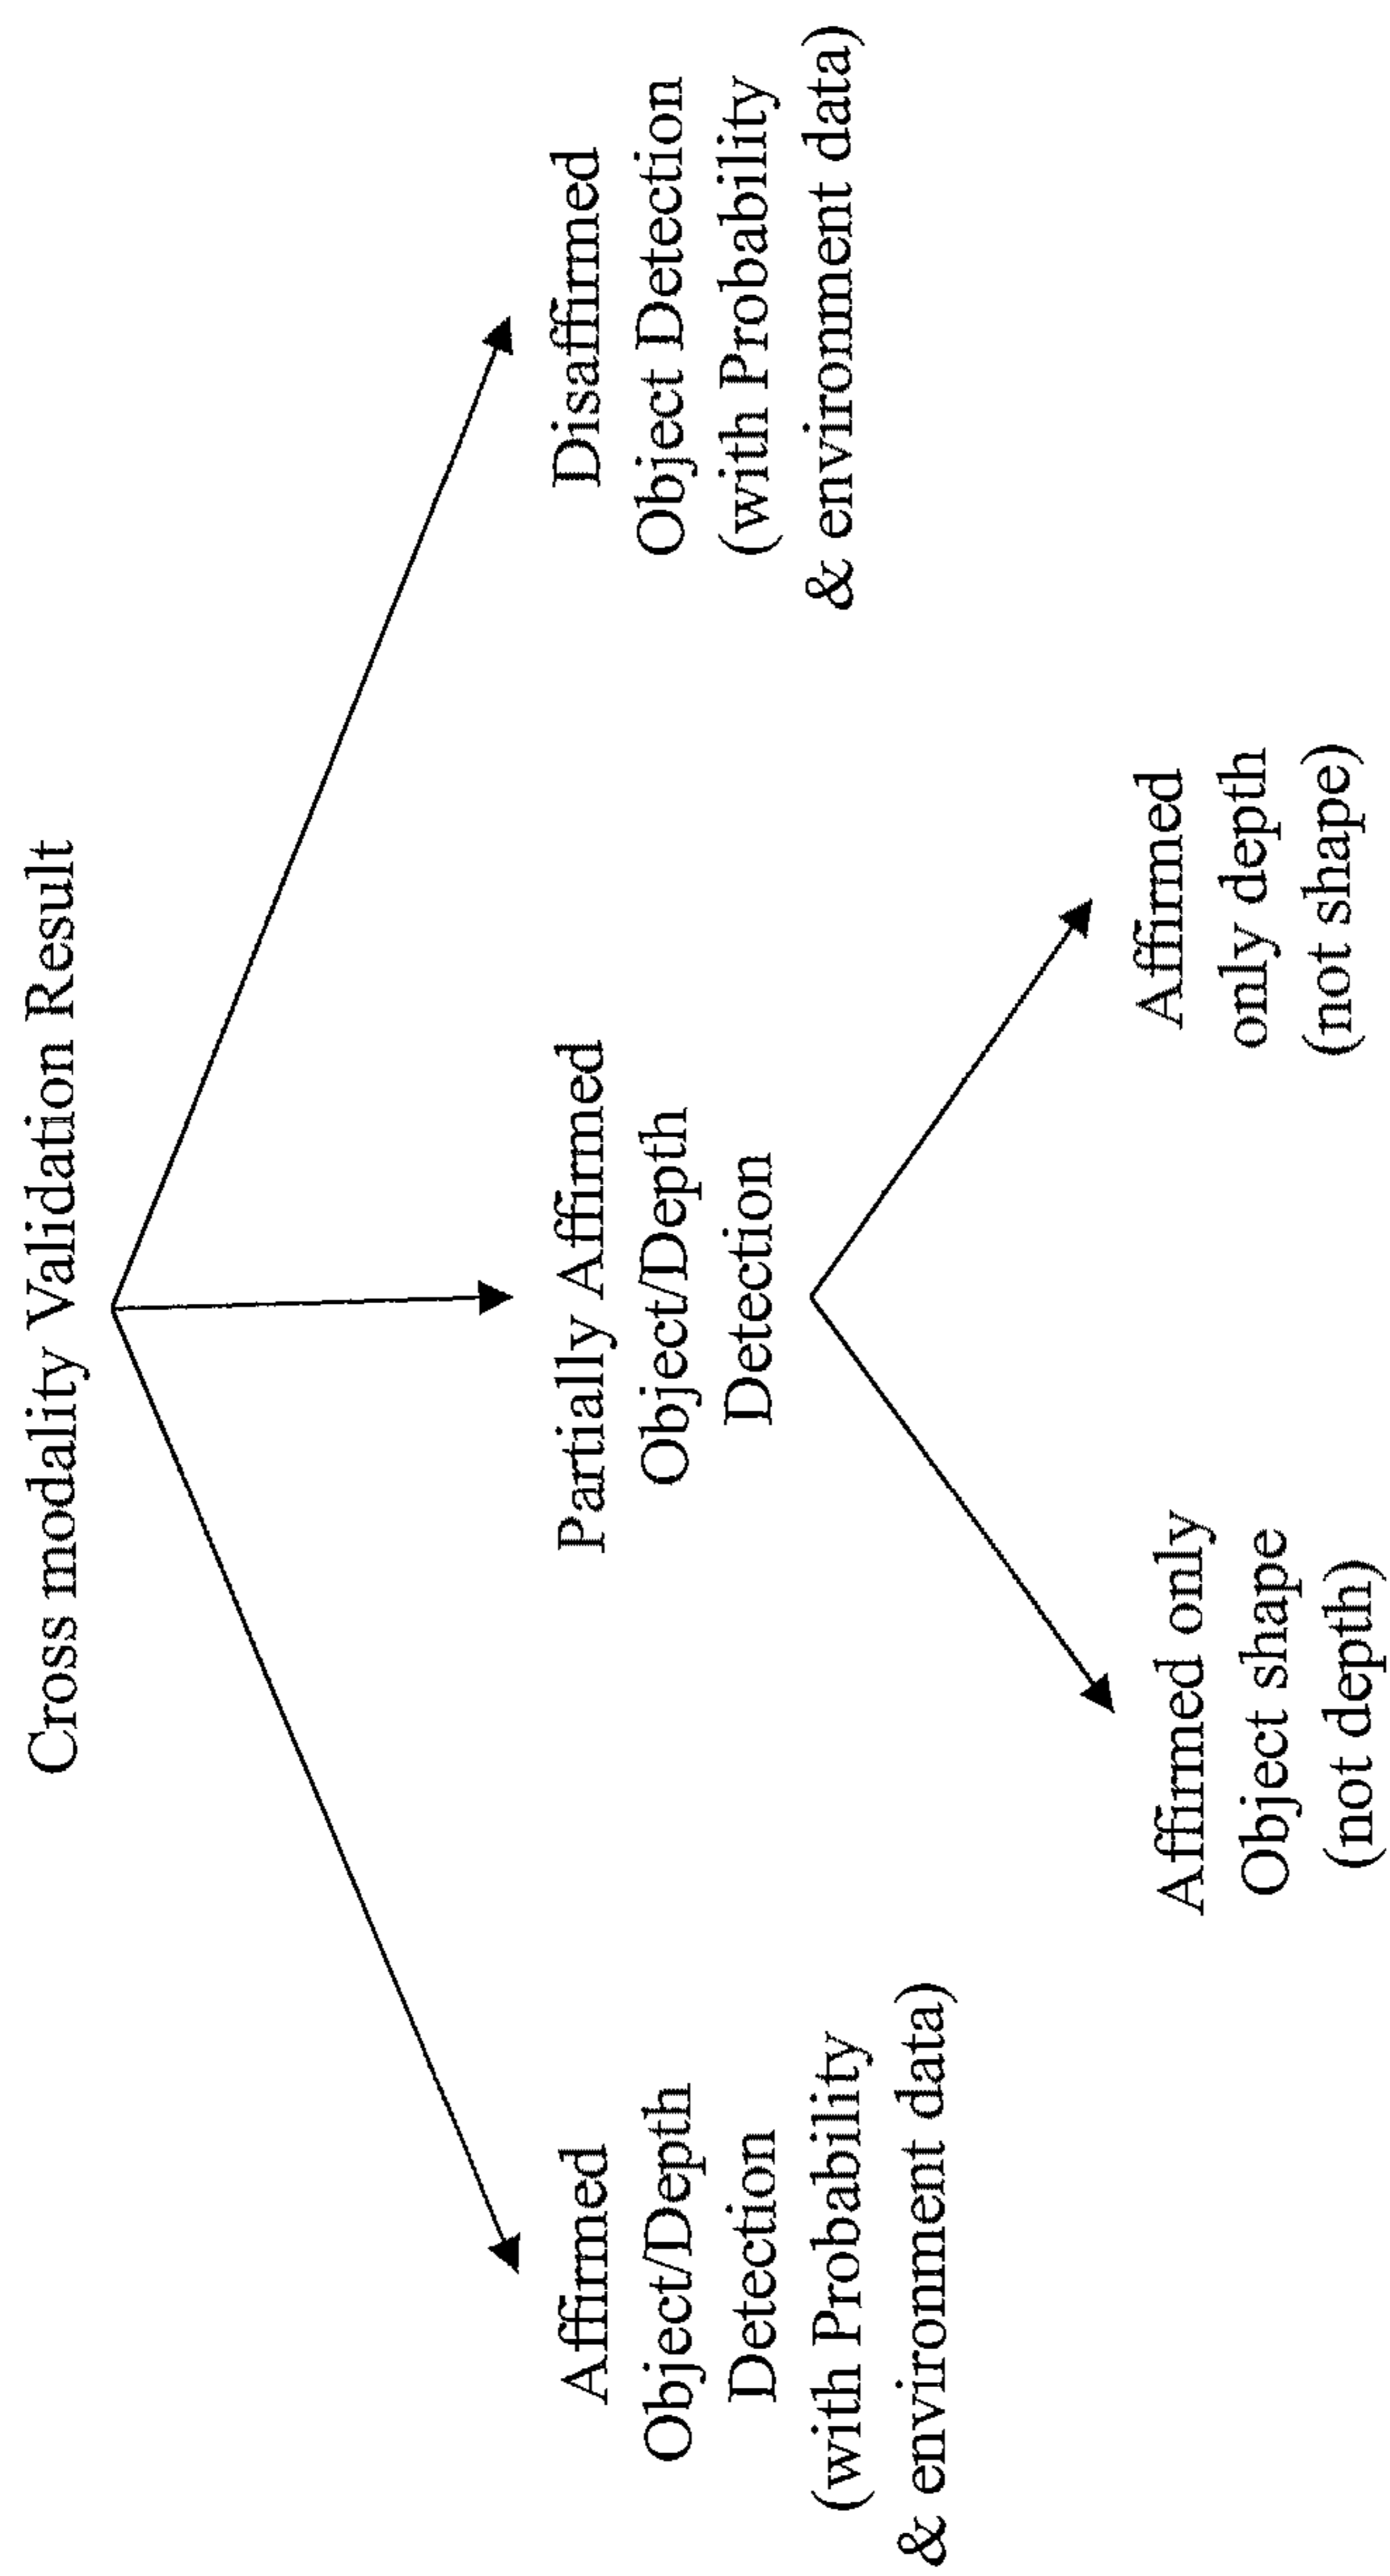 Cross modality Validation Result
Affirmed
Object/Depth
Detection
(with Probability
& environment data)
Partially Affirmed
Object/Depth
Detection
Disaffirmed
Object Detection
(with Probability
& environment data)
Affirmed only
Object shape
(not depth)
Affirmed
only depth
(not shape)